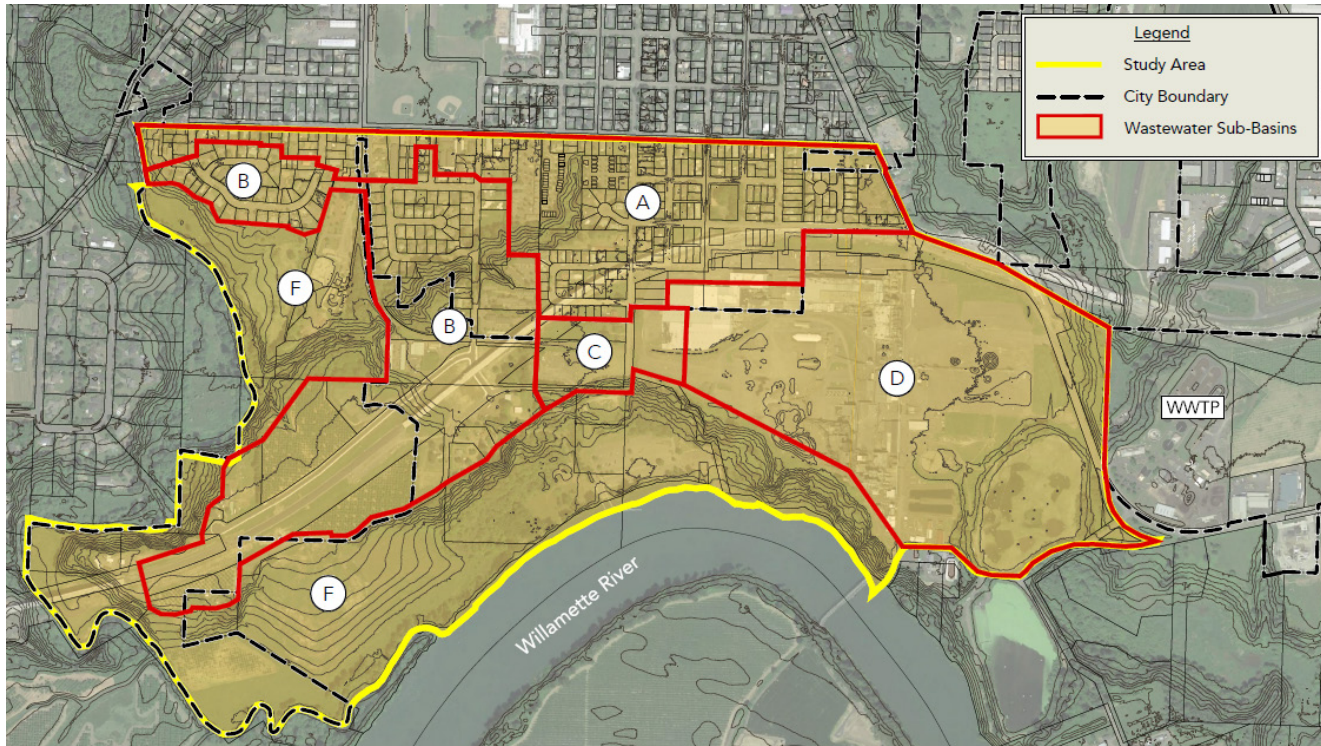 Legend
Study Area
City Boundary
Wastewater Sub-Basins
B
A
F
B
C
D
WWTP
F
Willamette River